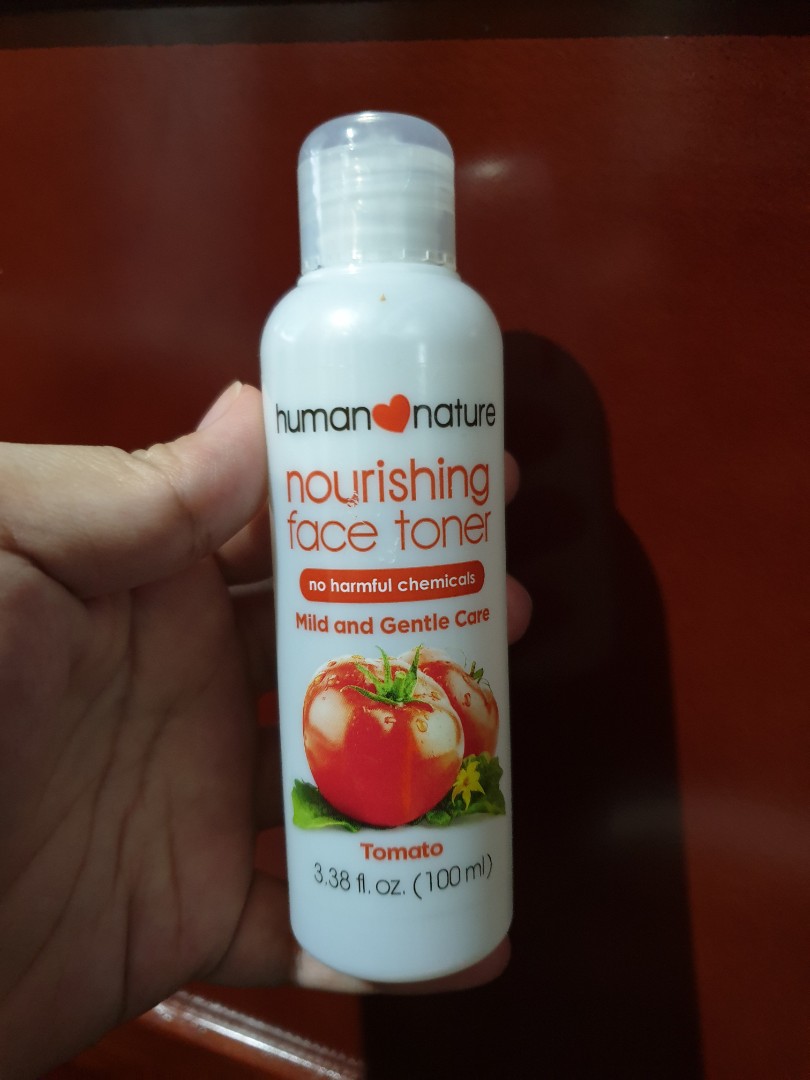 human nature
nourishing
face toner
no harmful chemicals
Mild and Gentle Care
Tomato
3.38 fl. oz. (100 ml)